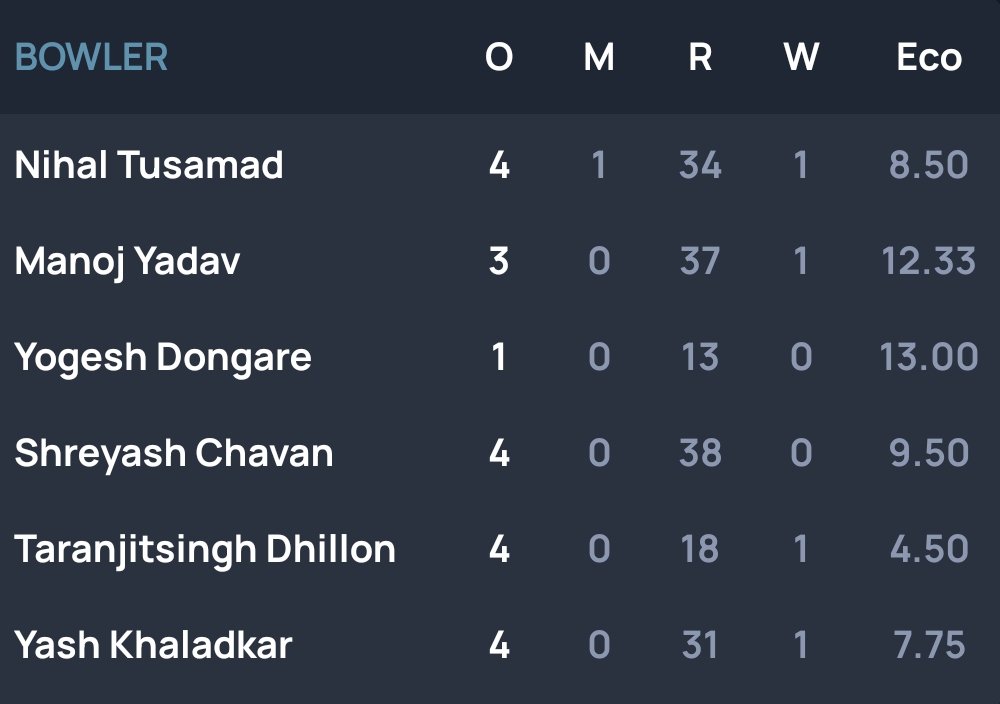 BOWLER O M R W Eco
Nihal Tusamad 4 1 34 1 8.50
Manoj Yadav 3 0 37 1 12.33
Yogesh Dongare 1 0 13 0 13.00
Shreyash Chavan 4 0 38 0 9.50
Taranjitsingh Dhillon 4 0 18 1 4.50
Yash Khaladkar 4 0 31 1 7.75